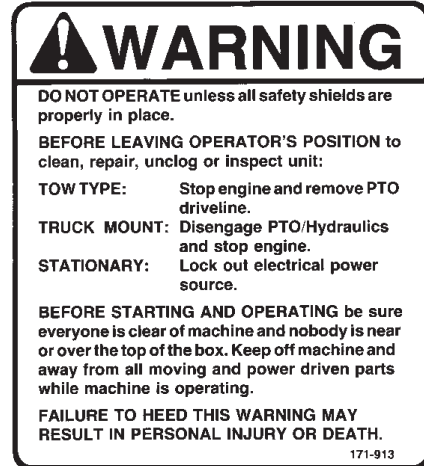 WARNING
DO NOT OPERATE unless all safety shields are
properly in place.
BEFORE LEAVING OPERATOR'S POSITION to
clean, repair, unclog or inspect unit:
TOW TYPE: Stop engine and remove PTO
driveline.
TRUCK MOUNT: Disengage PTO/Hydraulics
and stop engine.
STATIONARY: Lock out electrical power
source.
BEFORE STARTING AND OPERATING be sure
everyone is clear of machine and nobody is near
or over the top of the box. Keep off machine and
away from all moving and power driven parts
while machine is operating.
FAILURE TO HEED THIS WARNING MAY
RESULT IN PERSONAL INJURY OR DEATH.
171-913